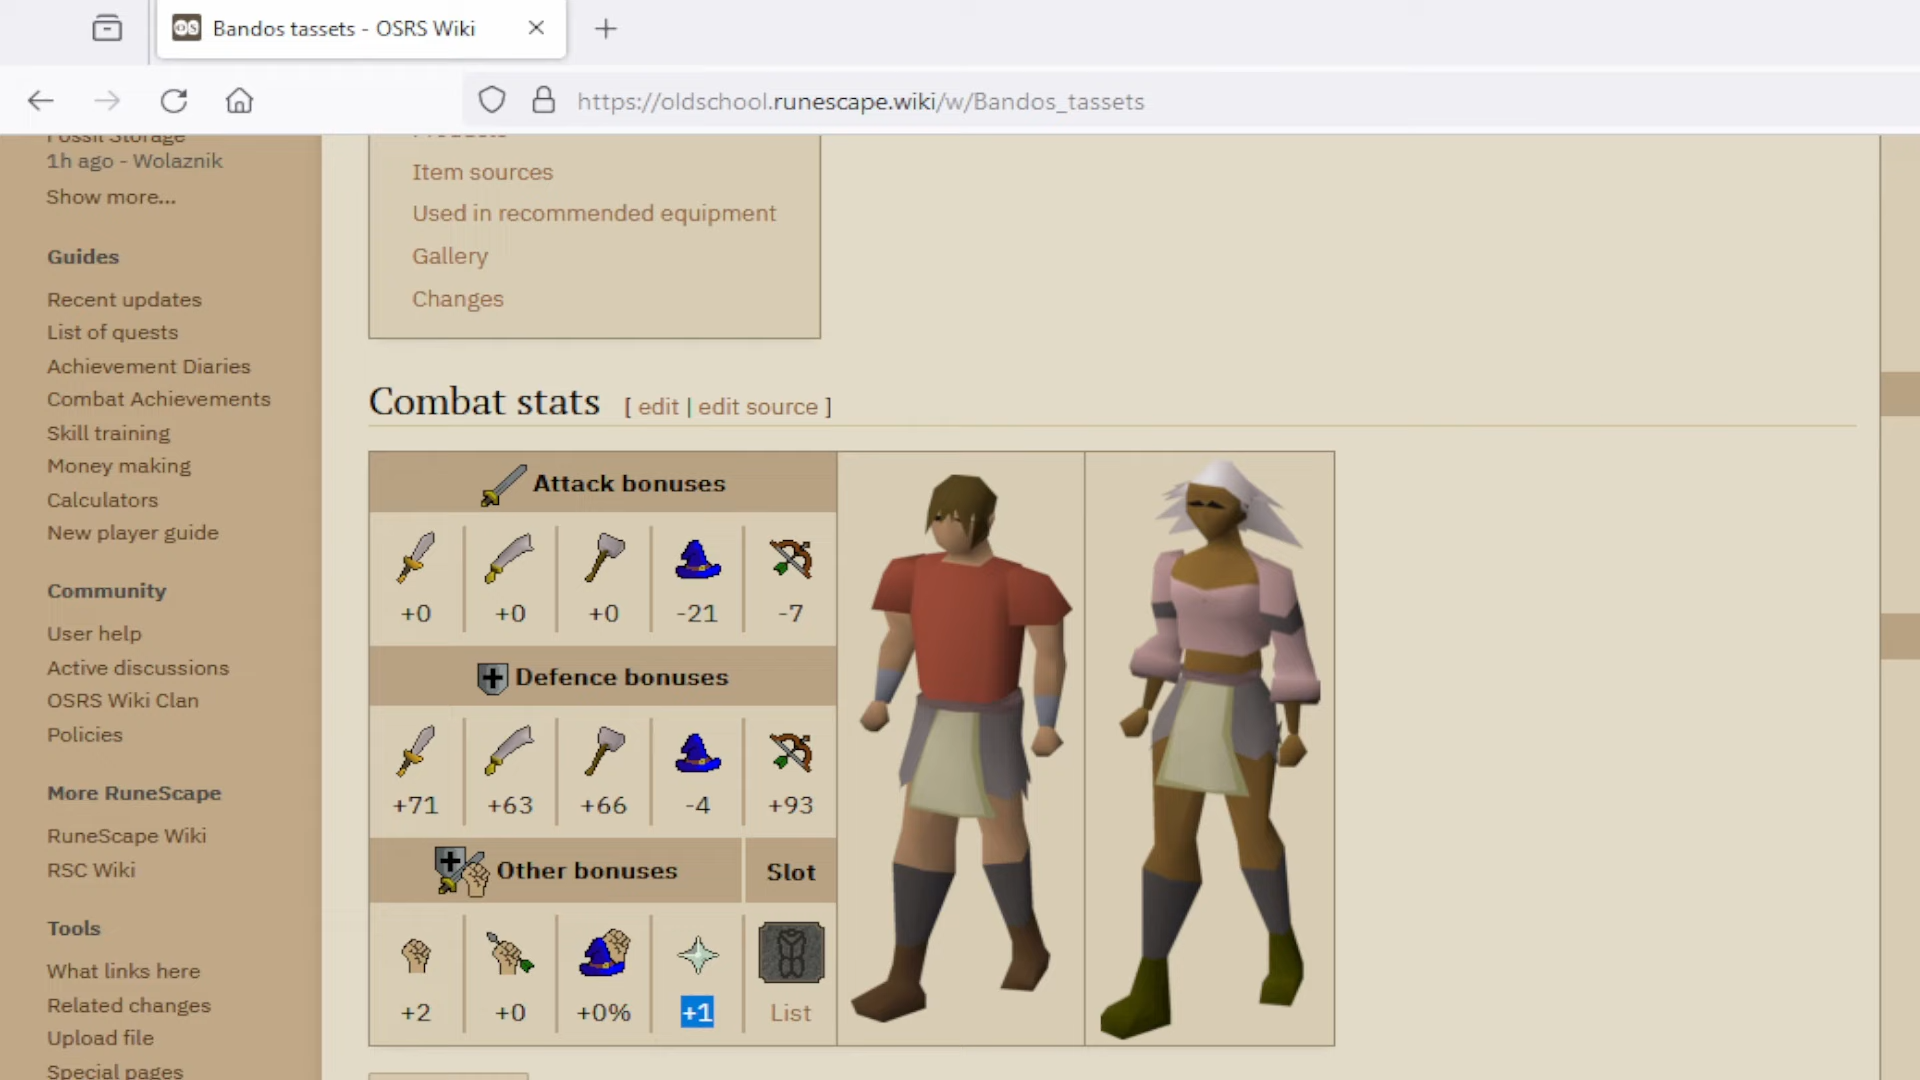 Bandos tassets - OSRS Wiki
https://oldschool.runescape.wiki/w/Bandos_tassets
Fossil Storage
1h ago - Wolaznik
Show more...
Guides
Recent updates
List of quests
Achievement Diaries
Combat Achievements
Skill training
Money making
Calculators
New player guide
Community
User help
Active discussions
OSRS Wiki Clan
Policies
More RuneScape
RuneScape Wiki
RSC Wiki
Tools
What links here
Related changes
Upload file
Special pages
Products
Item sources
Used in recommended equipment
Gallery
Changes
Combat stats [ edit | edit source ]
Attack bonuses
+0 +0 +0 -21 -7
Defence bonuses
+71 +63 +66 -4 +93
Other bonuses Slot
+2 +0 +0% +1 List